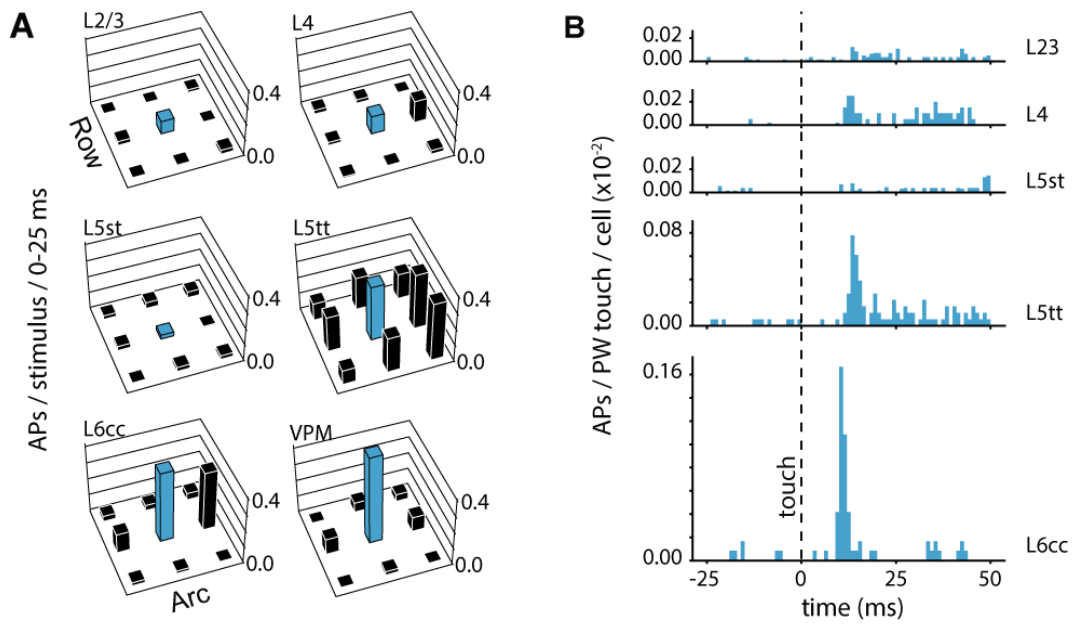 A
APs / stimulus / 0-25 ms
L2/3
0.4
0.0
Row
L4
0.4
0.0
L5st
0.4
0.0
L5tt
0.4
0.0
L6cc
0.4
0.0
Arc
VPM
0.4
0.0
B
APs / PW touch / cell (x10⁻²)
0.02
0.00
L23
0.02
0.00
L4
0.02
0.00
L5st
0.08
0.00
L5tt
0.16
0.00
L6cc
touch
-25 0 25 50
time (ms)